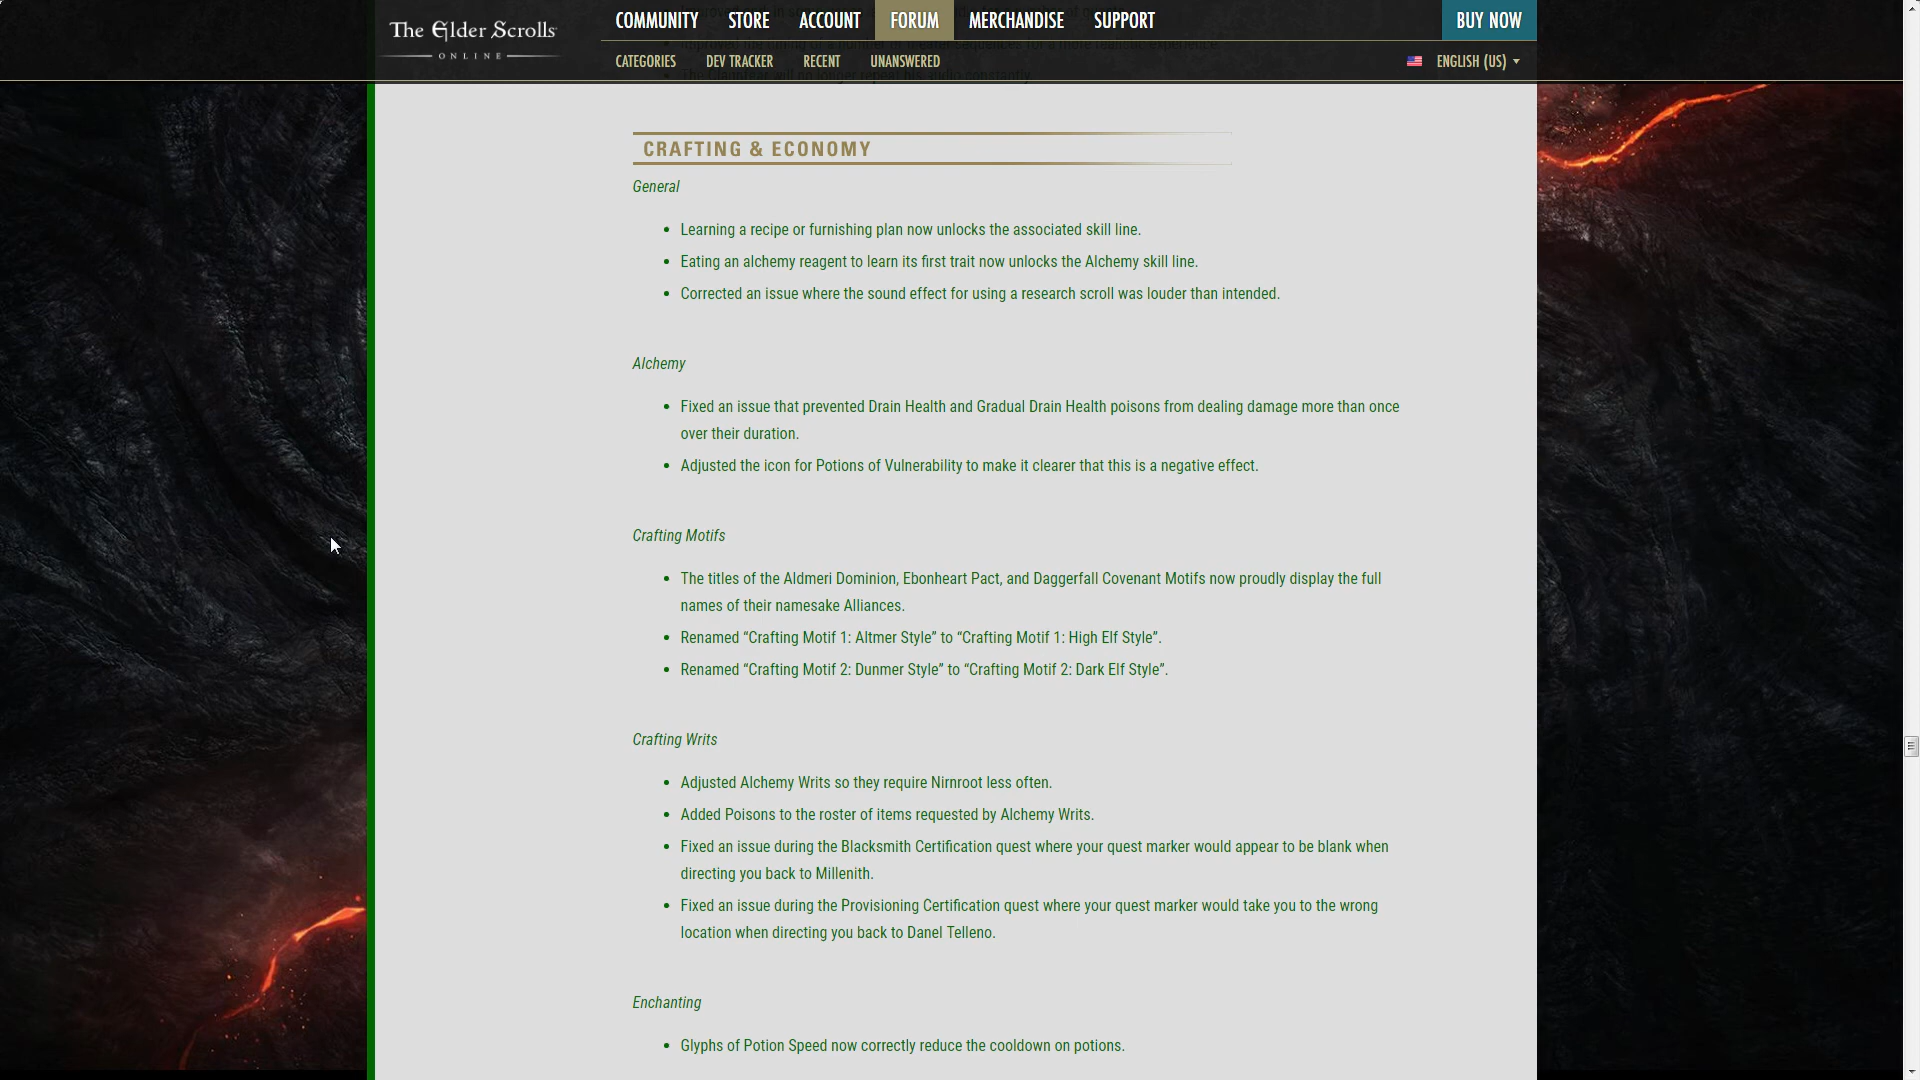 The Elder Scrolls
ONLINE
COMMUNITY STORE ACCOUNT FORUM MERCHANDISE SUPPORT BUY NOW
CATEGORIES DEV TRACKER RECENT UNANSWERED ENGLISH (US)
CRAFTING & ECONOMY
General
• Learning a recipe or furnishing plan now unlocks the associated skill line.
• Eating an alchemy reagent to learn its first trait now unlocks the Alchemy skill line.
• Corrected an issue where the sound effect for using a research scroll was louder than intended.
Alchemy
• Fixed an issue that prevented Drain Health and Gradual Drain Health poisons from dealing damage more than once
over their duration.
• Adjusted the icon for Potions of Vulnerability to make it clearer that this is a negative effect.
Crafting Motifs
• The titles of the Aldmeri Dominion, Ebonheart Pact, and Daggerfall Covenant Motifs now proudly display the full
names of their namesake Alliances.
• Renamed “Crafting Motif 1: Altmer Style” to “Crafting Motif 1: High Elf Style”.
• Renamed “Crafting Motif 2: Dunmer Style” to “Crafting Motif 2: Dark Elf Style”.
Crafting Writs
• Adjusted Alchemy Writs so they require Nirnroot less often.
• Added Poisons to the roster of items requested by Alchemy Writs.
• Fixed an issue during the Blacksmith Certification quest where your quest marker would appear to be blank when
directing you back to Millenith.
• Fixed an issue during the Provisioning Certification quest where your quest marker would take you to the wrong
location when directing you back to Danel Telleno.
Enchanting
• Glyphs of Potion Speed now correctly reduce the cooldown on potions.